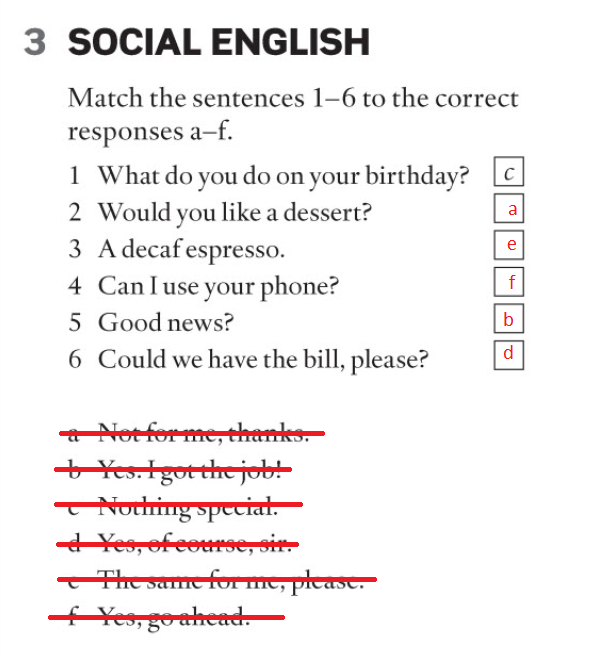 3 SOCIAL ENGLISH
Match the sentences 1–6 to the correct
responses a–f.
1 What do you do on your birthday? c
2 Would you like a dessert? a
3 A decaf espresso. e
4 Can I use your phone? f
5 Good news? b
6 Could we have the bill, please? d
a Not for me, thanks.
b Yes. I got the job!
c Nothing special.
d Yes, of course, sir.
e The same for me, please.
f Yes, go ahead.